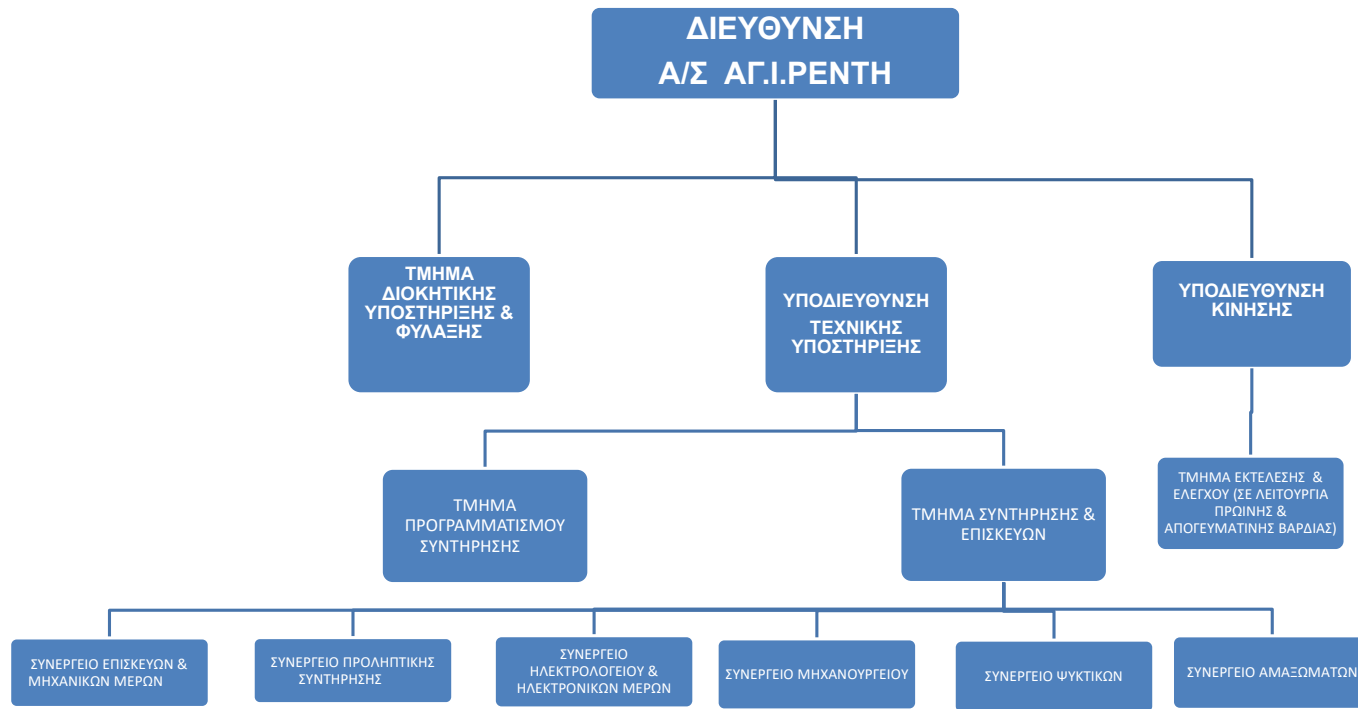 ΔΙΕΥΘΥΝΣΗ
Α/Σ ΑΓ.Ι.ΡΕΝΤΗ
ΤΜΗΜΑ
ΔΙΟΚΗΤΙΚΗΣ
ΥΠΟΣΤΗΡΙΞΗΣ &
ΦΥΛΑΞΗΣ
ΥΠΟΔΙΕΥΘΥΝΣΗ
ΤΕΧΝΙΚΗΣ
ΥΠΟΣΤΗΡΙΞΗΣ
ΥΠΟΔΙΕΥΘΥΝΣΗ
ΚΙΝΗΣΗΣ
ΤΜΗΜΑ
ΠΡΟΓΡΑΜΜΑΤΙΣΜΟΥ
ΣΥΝΤΗΡΗΣΗΣ
ΤΜΗΜΑ ΣΥΝΤΗΡΗΣΗΣ &
ΕΠΙΣΚΕΥΩΝ
ΤΜΗΜΑ ΕΚΤΕΛΕΣΗΣ &
ΕΛΕΓΧΟΥ (ΣΕ ΛΕΙΤΟΥΡΓΙΑ
ΠΡΩΙΝΗΣ &
ΑΠΟΓΕΥΜΑΤΙΝΗΣ ΒΑΡΔΙΑΣ)
ΣΥΝΕΡΓΕΙΟ ΕΠΙΣΚΕΥΩΝ &
ΜΗΧΑΝΙΚΩΝ ΜΕΡΩΝ
ΣΥΝΕΡΓΕΙΟ ΠΡΟΛΗΠΤΙΚΗΣ
ΣΥΝΤΗΡΗΣΗΣ
ΣΥΝΕΡΓΕΙΟ
ΗΛΕΚΤΡΟΛΟΓΕΙΟΥ &
ΗΛΕΚΤΡΟΝΙΚΩΝ ΜΕΡΩΝ
ΣΥΝΕΡΓΕΙΟ ΜΗΧΑΝΟΥΡΓΕΙΟΥ
ΣΥΝΕΡΓΕΙΟ ΨΥΚΤΙΚΩΝ
ΣΥΝΕΡΓΕΙΟ ΑΜΑΞΩΜΑΤΩΝ